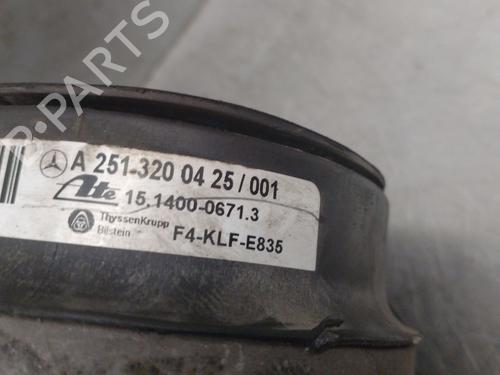 B-PARTS
A 251-320 04 25 / 001
Ate 15.1400-0671.3
ThyssenKrupp
Bilstein
F4-KLF-E835